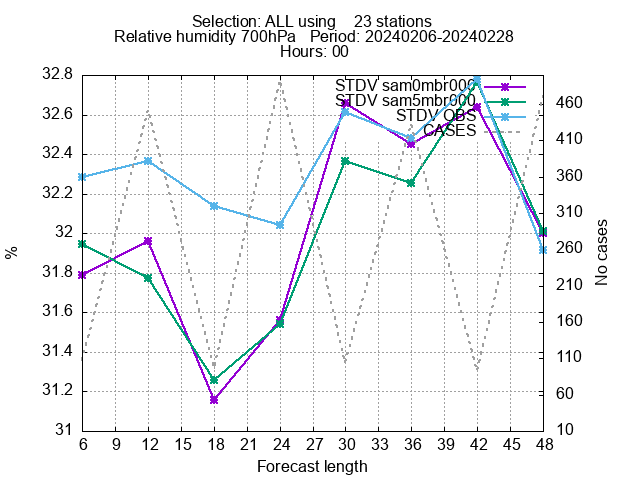 Selection: ALL using    23 stations
Relative humidity 700hPa   Period: 20240206-20240228
Hours: 00
STDV sam0mbr000
STDV sam5mbr000
STDV OBS
CASES
32.8
32.6
32.4
32.2
32
31.8
31.6
31.4
31.2
31
%
460
410
360
310
260
210
160
110
60
10
No cases
6 9 12 15 18 21 24 27 30 33 36 39 42 45 48
Forecast length